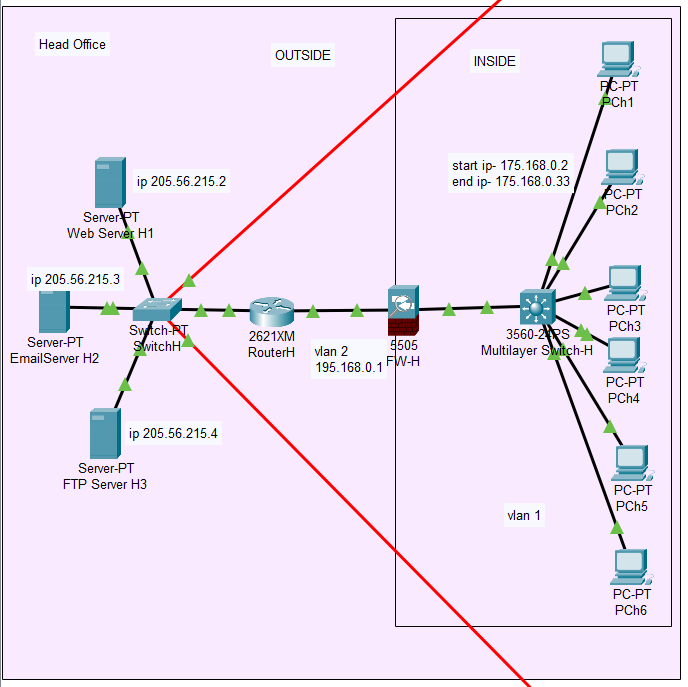 Head Office
OUTSIDE
INSIDE
PC-PT
PCh1
start ip- 175.168.0.2
end ip- 175.168.0.33
ip 205.56.215.2
PC-PT
PCh2
Server-PT
Web Server H1
ip 205.56.215.3
Server-PT
EmailServer H2
Switch-PT
SwitchH
2621XM
RouterH
vlan 2
195.168.0.1
5505
FW-H
3560-24PS
Multilayer Switch-H
PC-PT
PCh3
PC-PT
PCh4
ip 205.56.215.4
Server-PT
FTP Server H3
PC-PT
PCh5
vlan 1
PC-PT
PCh6